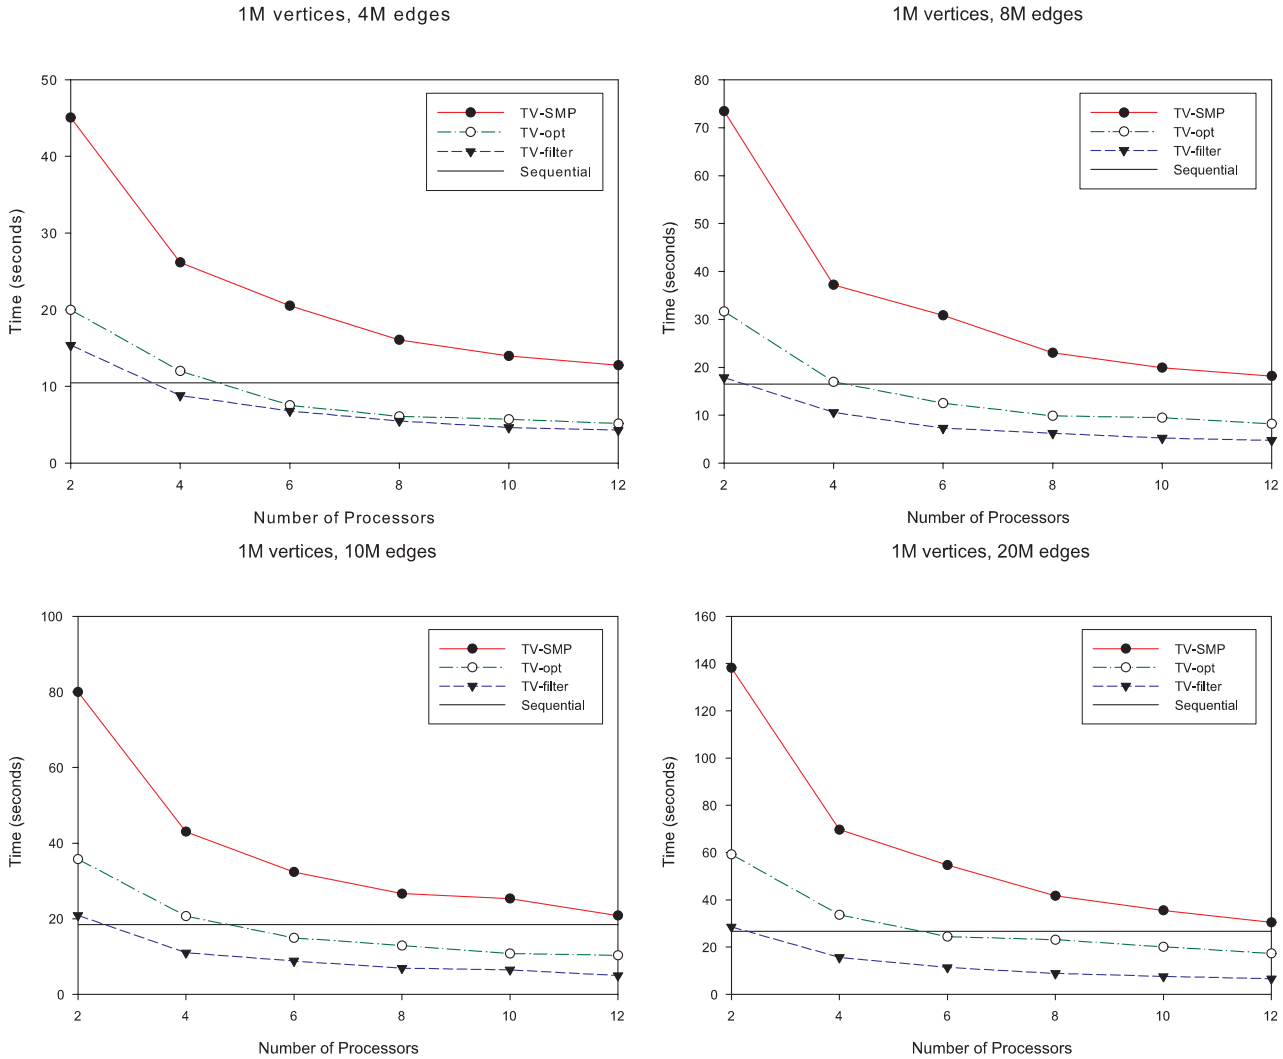 1M vertices, 4M edges
50
40
30
20
10
0
Time (seconds)
TV-SMP
TV-opt
TV-filter
Sequential
2 4 6 8 10 12
Number of Processors
1M vertices, 8M edges
80
70
60
50
40
30
20
10
0
Time (seconds)
TV-SMP
TV-opt
TV-filter
Sequential
2 4 6 8 10 12
Number of Processors
1M vertices, 10M edges
100
80
60
40
20
0
Time (seconds)
TV-SMP
TV-opt
TV-filter
Sequential
2 4 6 8 10 12
Number of Processors
1M vertices, 20M edges
160
140
120
100
80
60
40
20
0
Time (seconds)
TV-SMP
TV-opt
TV-filter
Sequential
2 4 6 8 10 12
Number of Processors